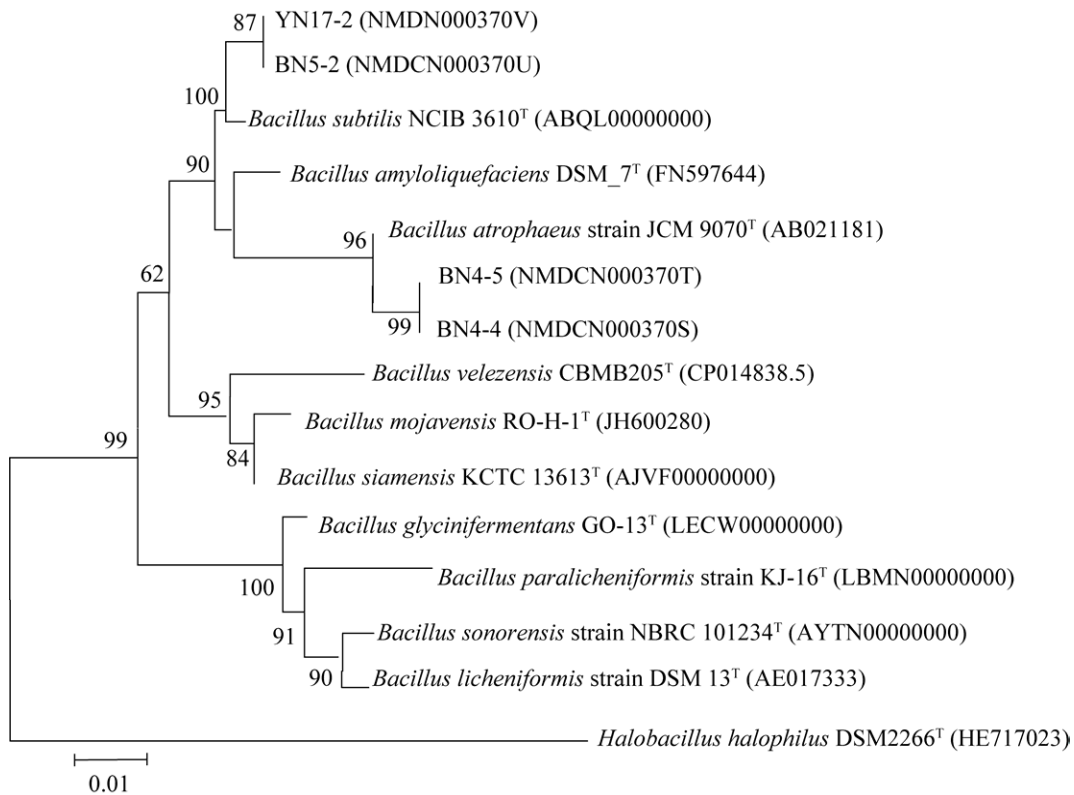 87
YN17-2 (NMDN000370V)
BN5-2 (NMDCN000370U)
100
Bacillus subtilis NCIB 3610ᵀ (ABQL00000000)
90
Bacillus amyloliquefaciens DSM_7ᵀ (FN597644)
Bacillus atrophaeus strain JCM 9070ᵀ (AB021181)
96
BN4-5 (NMDCN000370T)
62
99
BN4-4 (NMDCN000370S)
Bacillus velezensis CBMB205ᵀ (CP014838.5)
95
Bacillus mojavensis RO-H-1ᵀ (JH600280)
99
84
Bacillus siamensis KCTC 13613ᵀ (AJVF00000000)
Bacillus glycinifermentans GO-13ᵀ (LECW00000000)
100
Bacillus paralicheniformis strain KJ-16ᵀ (LBMN00000000)
91
Bacillus sonorensis strain NBRC 101234ᵀ (AYTN00000000)
90
Bacillus licheniformis strain DSM 13ᵀ (AE017333)
Halobacillus halophilus DSM2266ᵀ (HE717023)
0.01